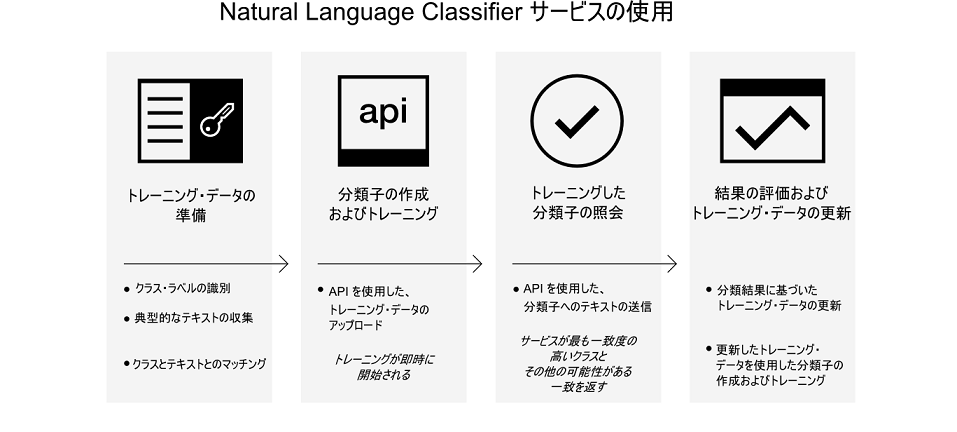 Natural Language Classifier サービスの使用
api
トレーニング・データの
準備
分類子の作成
およびトレーニング
トレーニングした
分類子の照会
結果の評価および
トレーニング・データの更新
• クラス・ラベルの識別
• 典型的なテキストの収集
• クラスとテキストとのマッチング
• API を使用した、
トレーニング・データの
アップロード
トレーニングが即時に
開始される
• API を使用した、
分類子へのテキストの送信
サービスが最も一致度の
高いクラスと
その他の可能性がある
一致を返す
• 分類結果に基づいた
トレーニング・データの更新
• 更新したトレーニング・
データを使用した分類子の
作成およびトレーニング